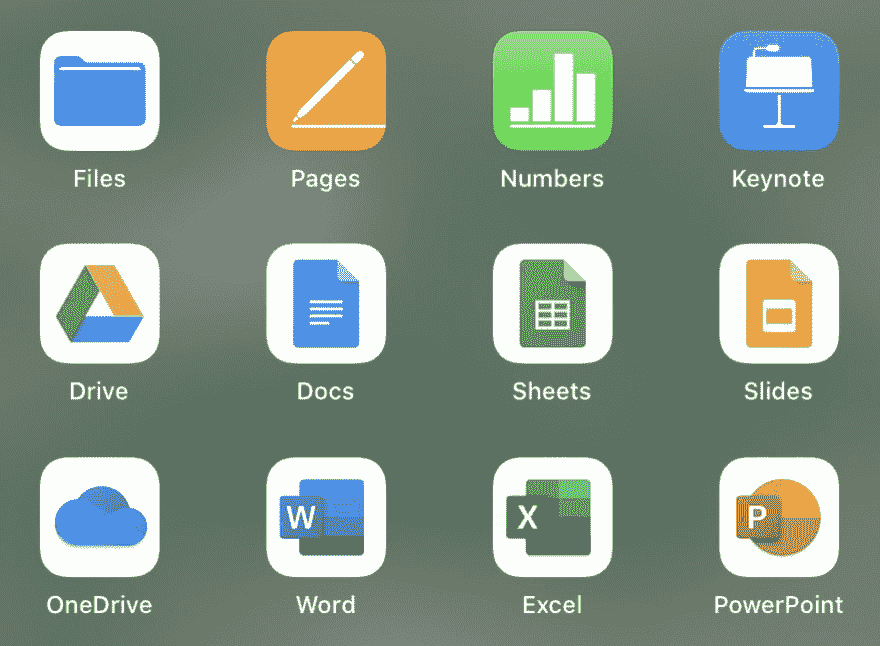 Files
Pages
Numbers
Keynote
Drive
Docs
Sheets
Slides
W
X
P
OneDrive
Word
Excel
PowerPoint